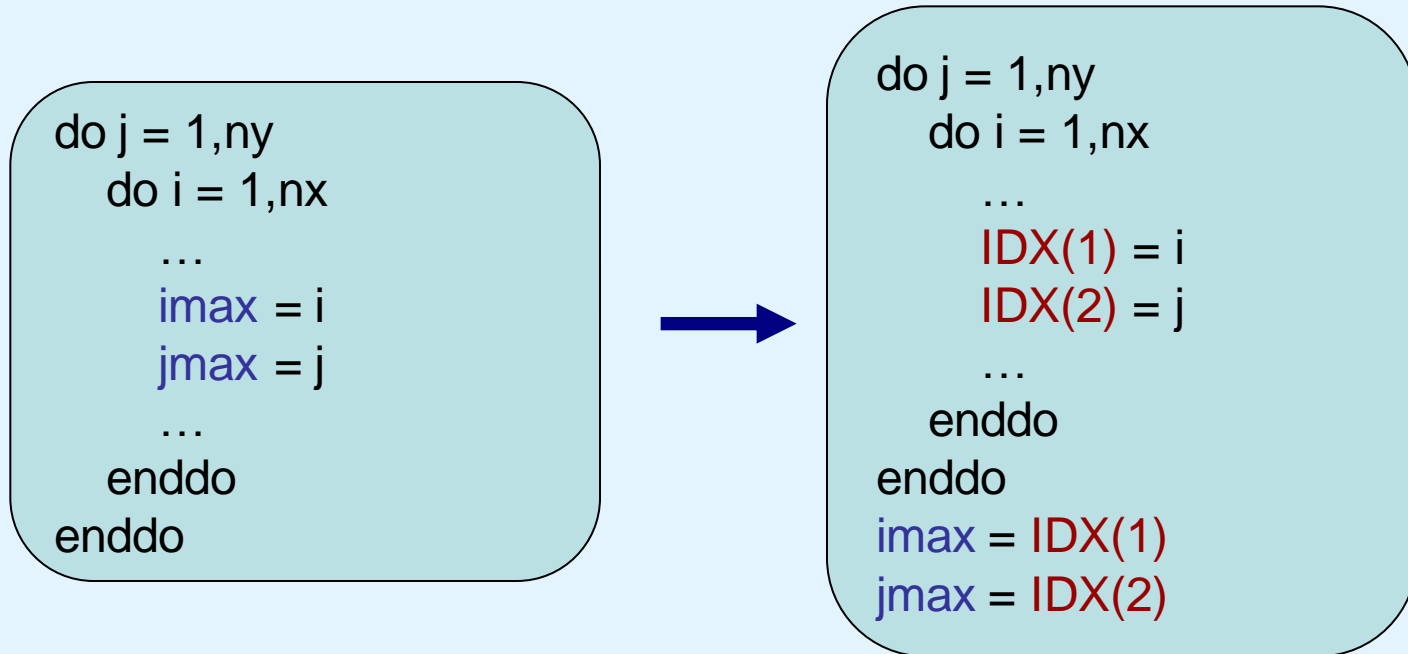 do j = 1,ny
do i = 1,nx
…
imax = i
jmax = j
…
enddo
enddo
do j = 1,ny
do i = 1,nx
…
IDX(1) = i
IDX(2) = j
…
enddo
enddo
imax = IDX(1)
jmax = IDX(2)